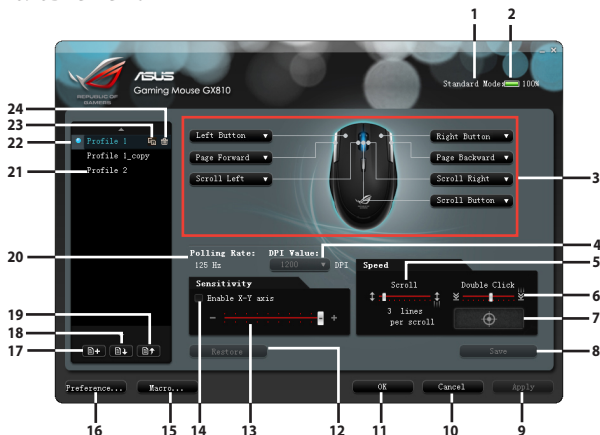 1 2
ASUS
Gaming Mouse GX810
REPUBLIC OF
GAMERS
Standard Mode: 100%
24
23
22
21
Profile 1
Profile 1_copy
Profile 2
Left Button
Right Button
Page Forward
Page Backward
Scroll Left
Scroll Right
Scroll Button
3
4
5
20
Polling Rate:
125 Hz
DPI Value:
1200
DPI
Speed
Scroll
Double Click
6
3 lines
per scroll
7
Sensitivity
Enable X-Y axis
- +
19
18
17
Restore
Save
8
Preference...
Macro...
OK
Cancel
Apply
16 15 14 13 12 11 10 9